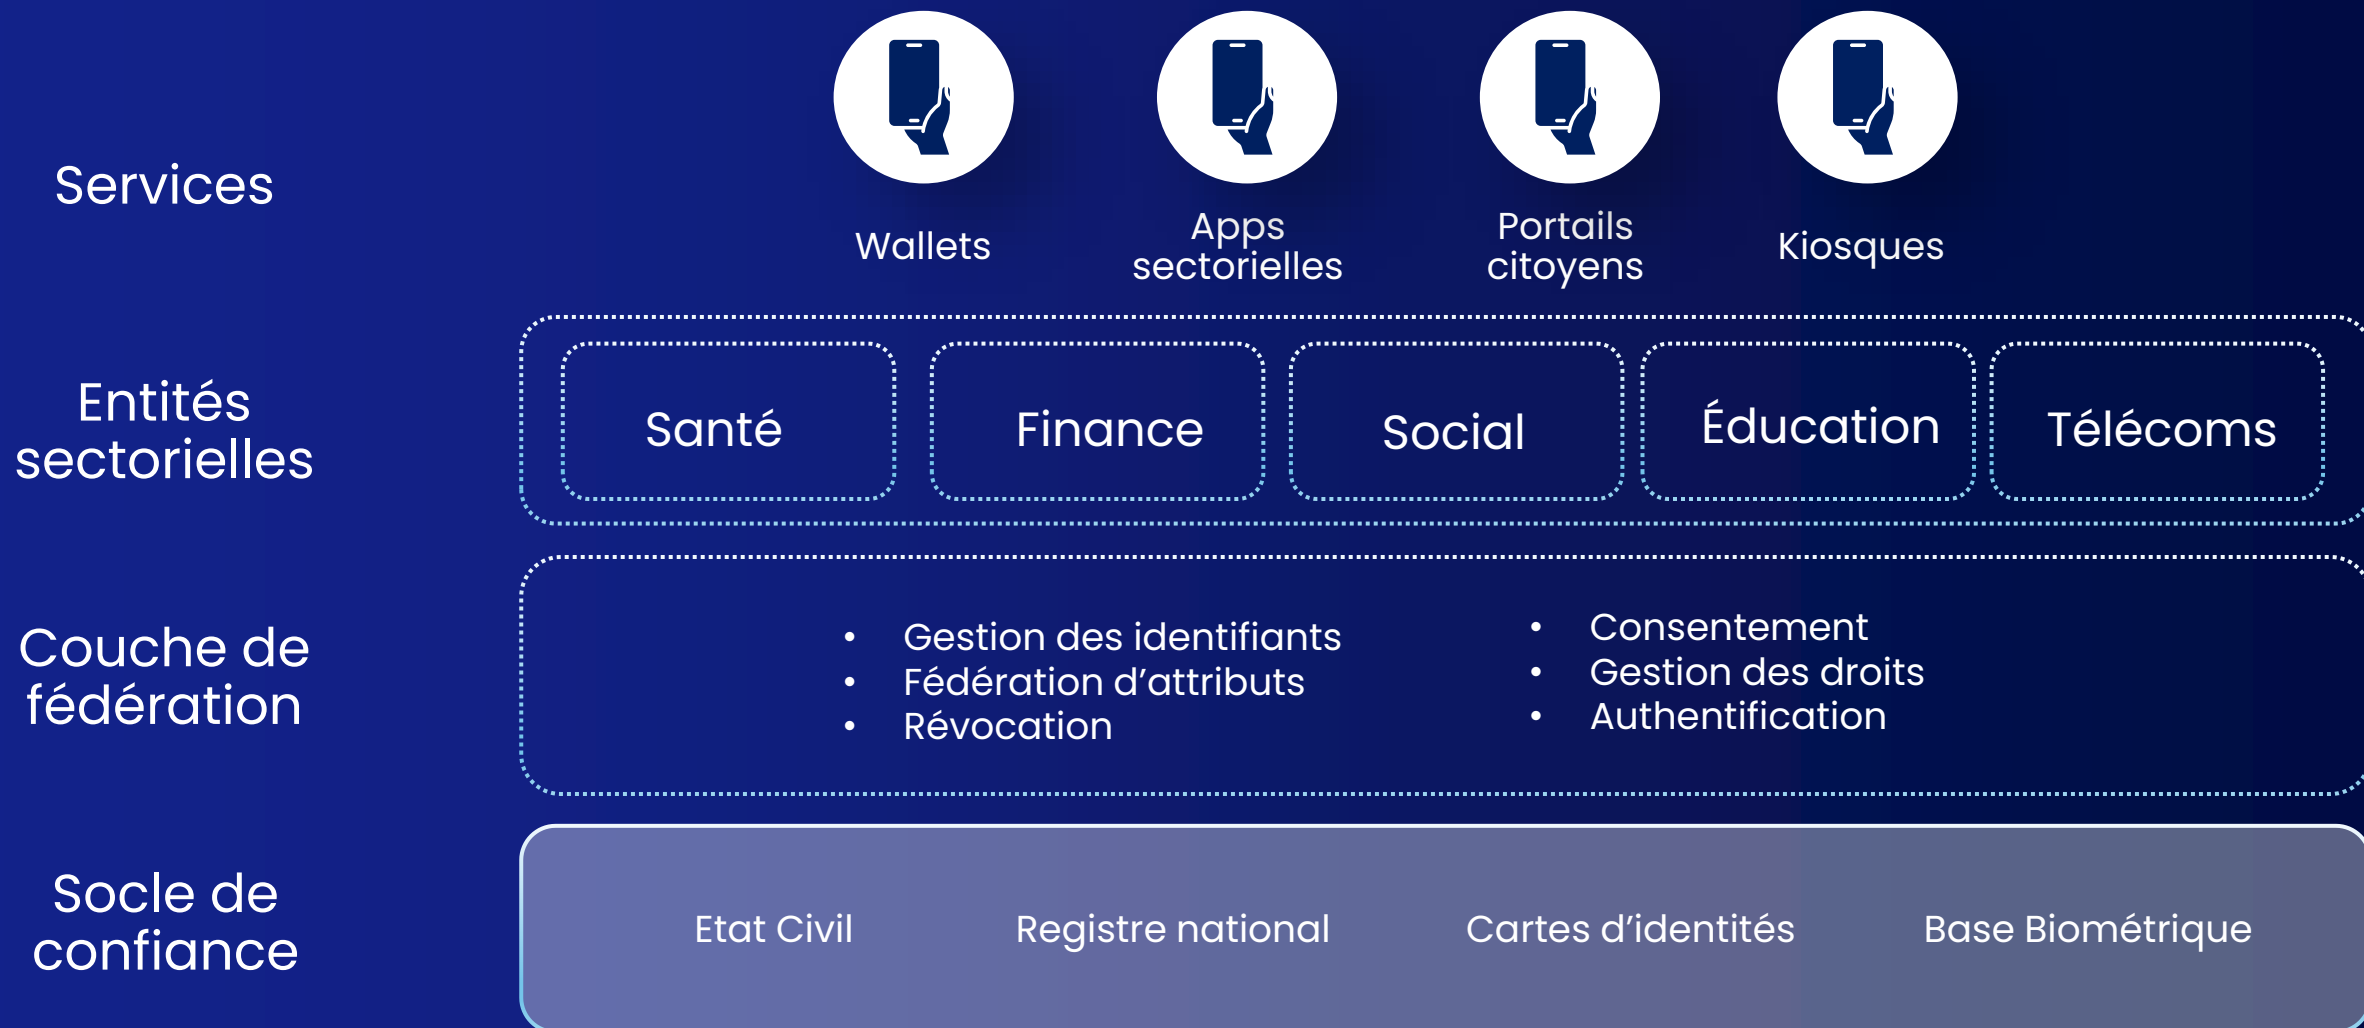 Services
Wallets
Apps
sectorielles
Portails
citoyens
Kiosques
Entités
sectorielles
Santé
Finance
Social
Éducation
Télécoms
Couche de
fédération
• Gestion des identifiants
• Fédération d’attributs
• Révocation
• Consentement
• Gestion des droits
• Authentification
Socle de
confiance
Etat Civil
Registre national
Cartes d’identités
Base Biométrique